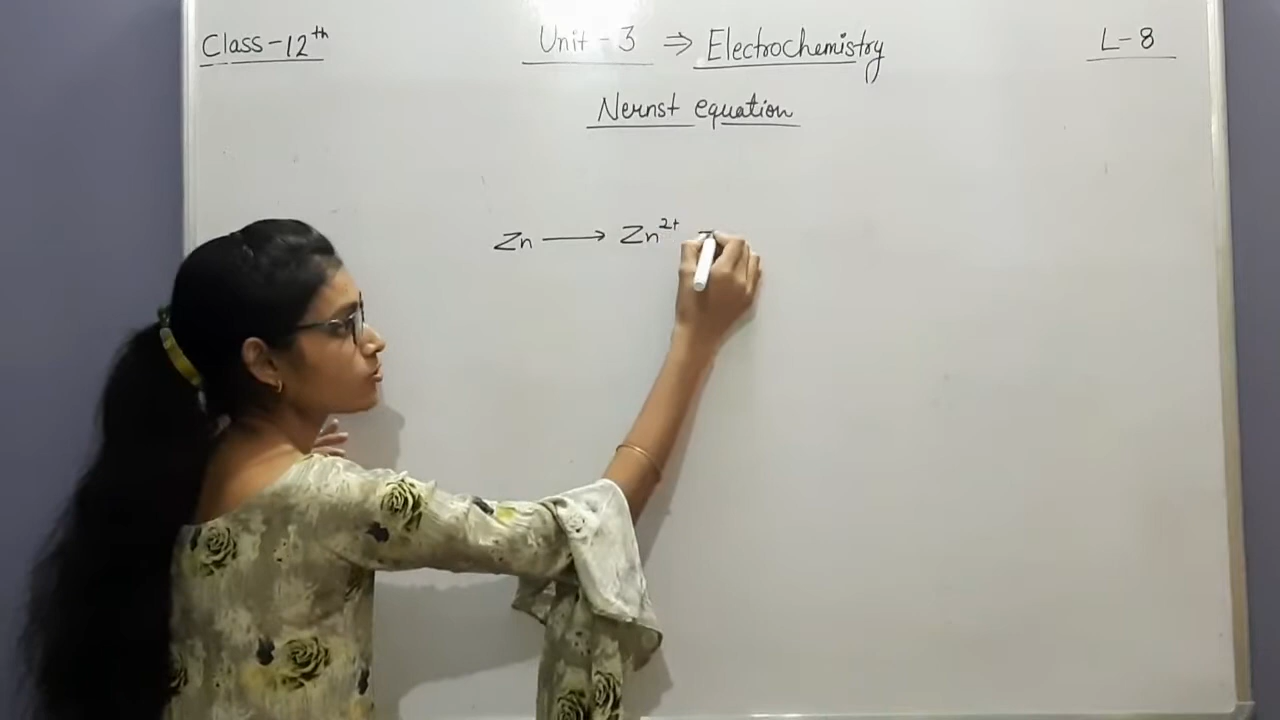 Class-12th
Unit - 3 ⇒ Electrochemistry
L-8
Nernst equation
Zn ⟶ Zn²⁺